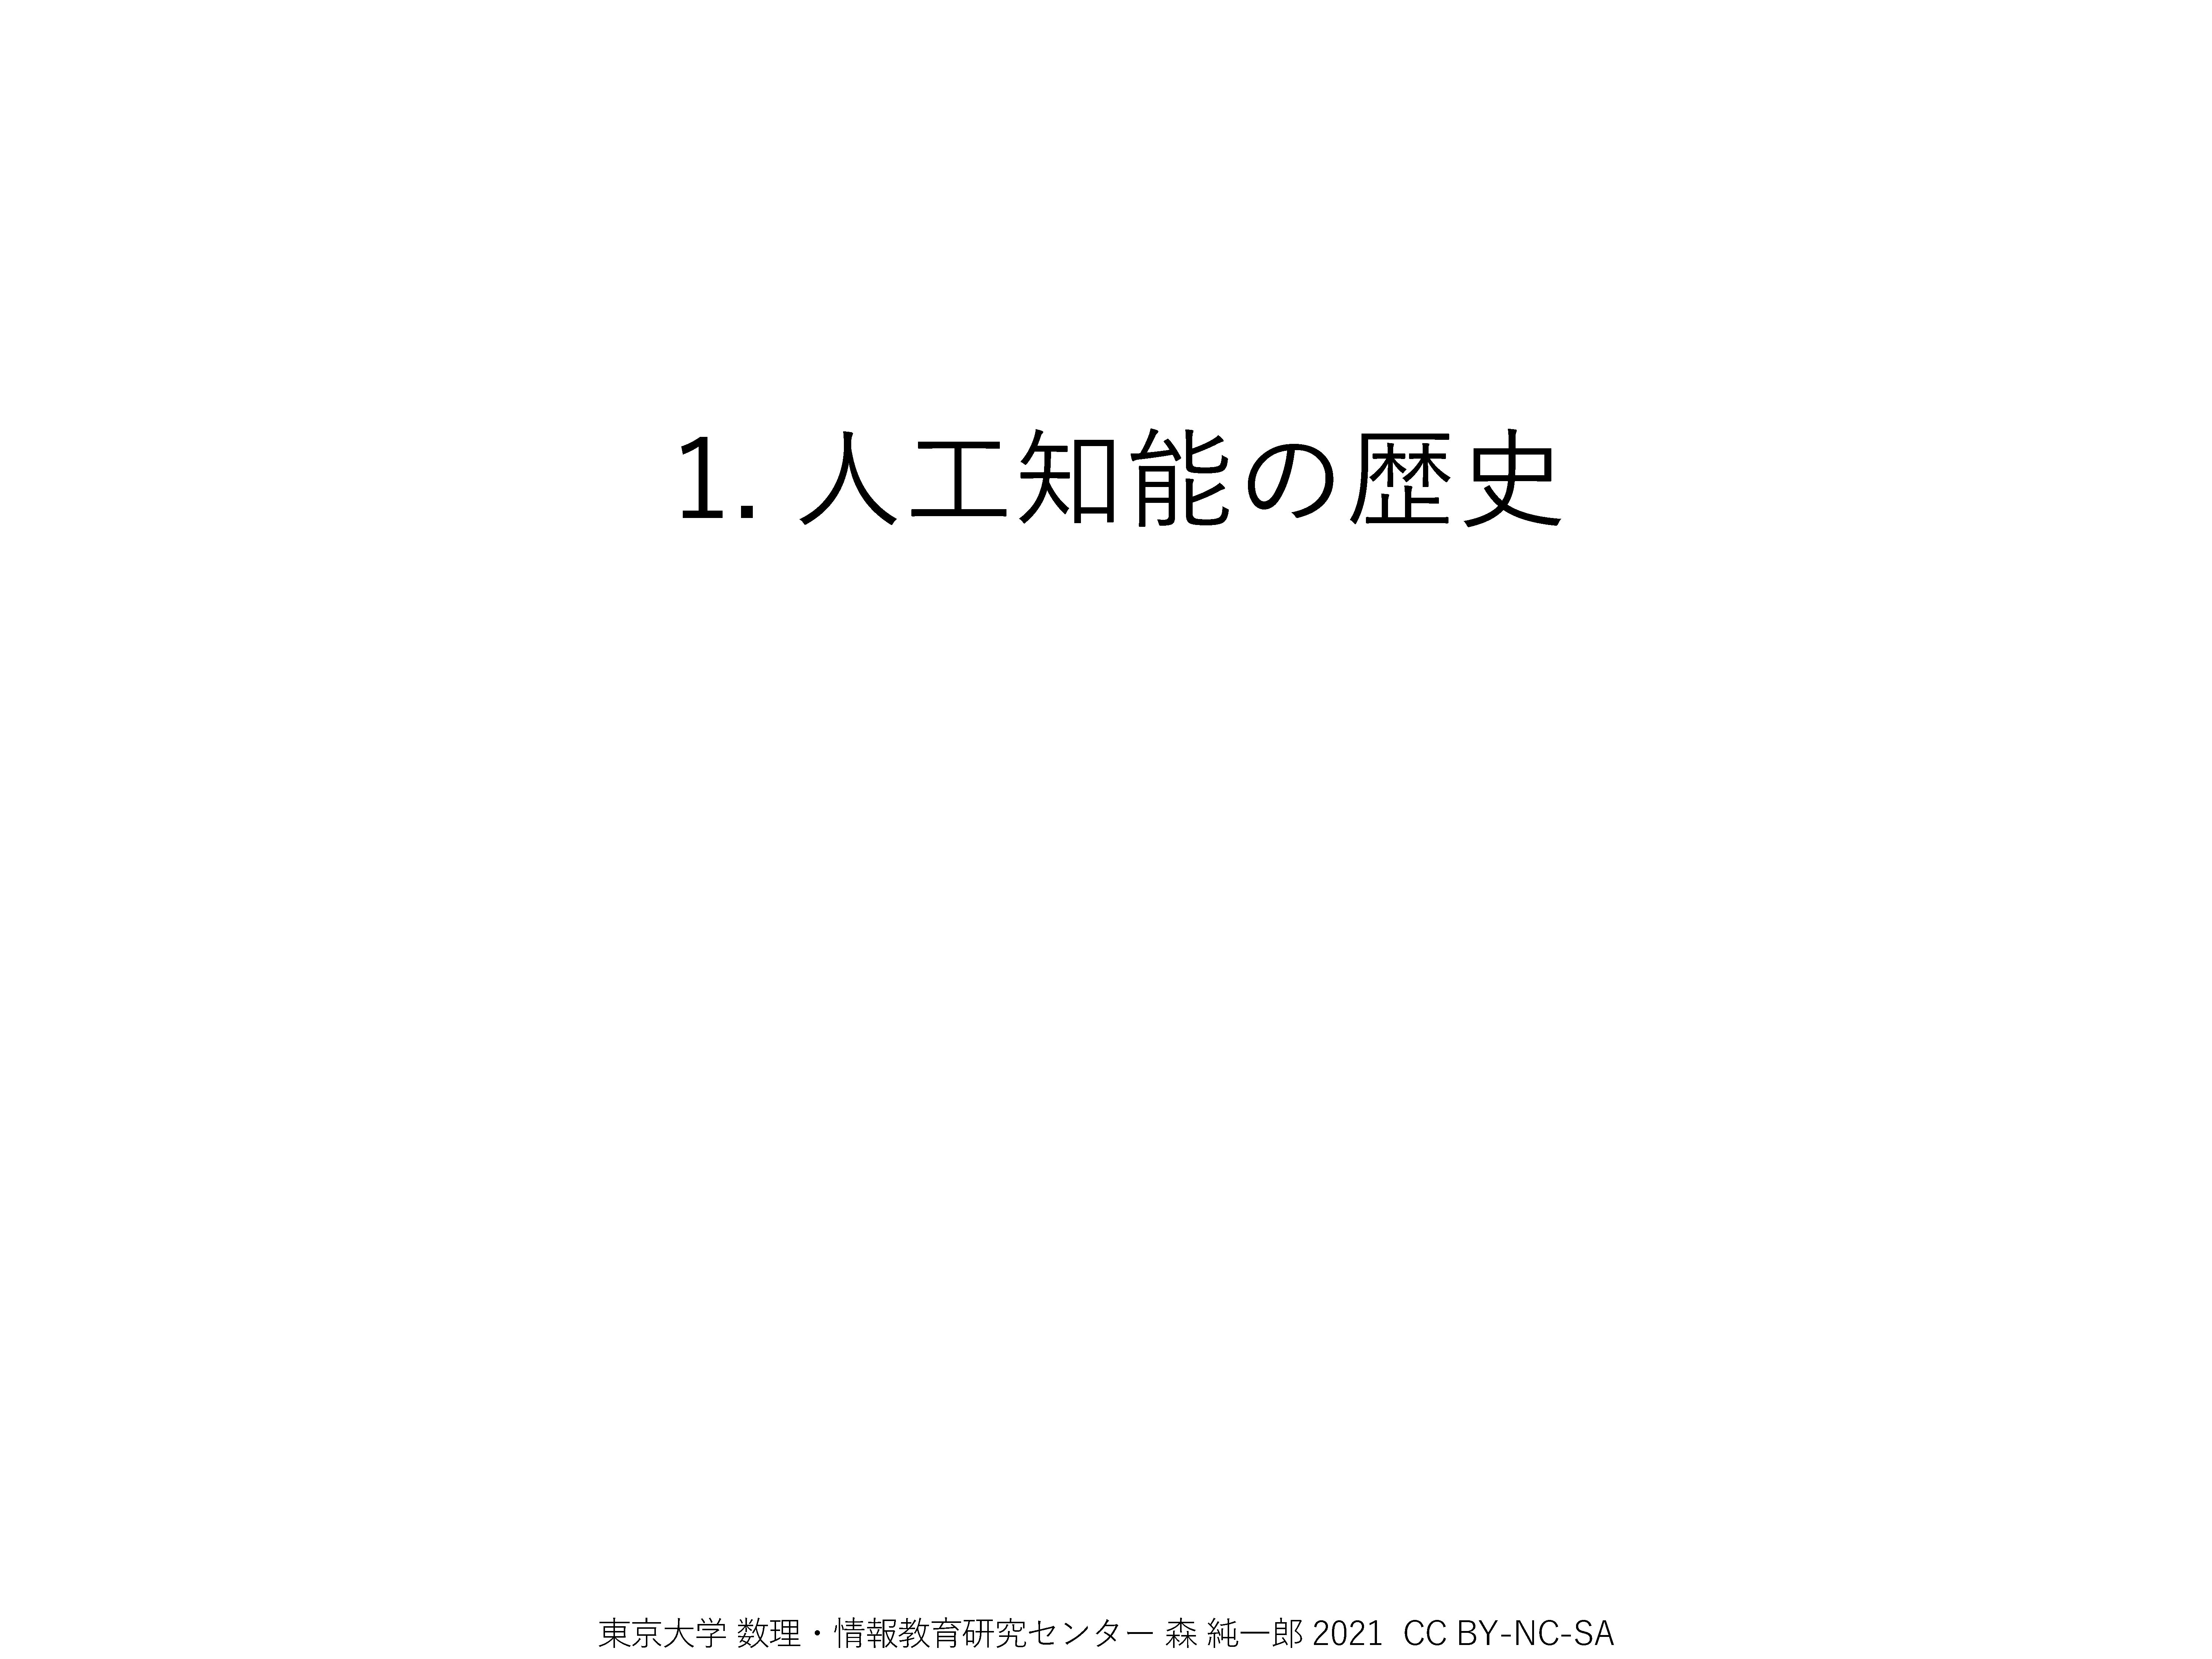 1. 人工知能の歴史
東京大学 数理・情報教育研究センター 森 純一郎 2021 CC BY-NC-SA